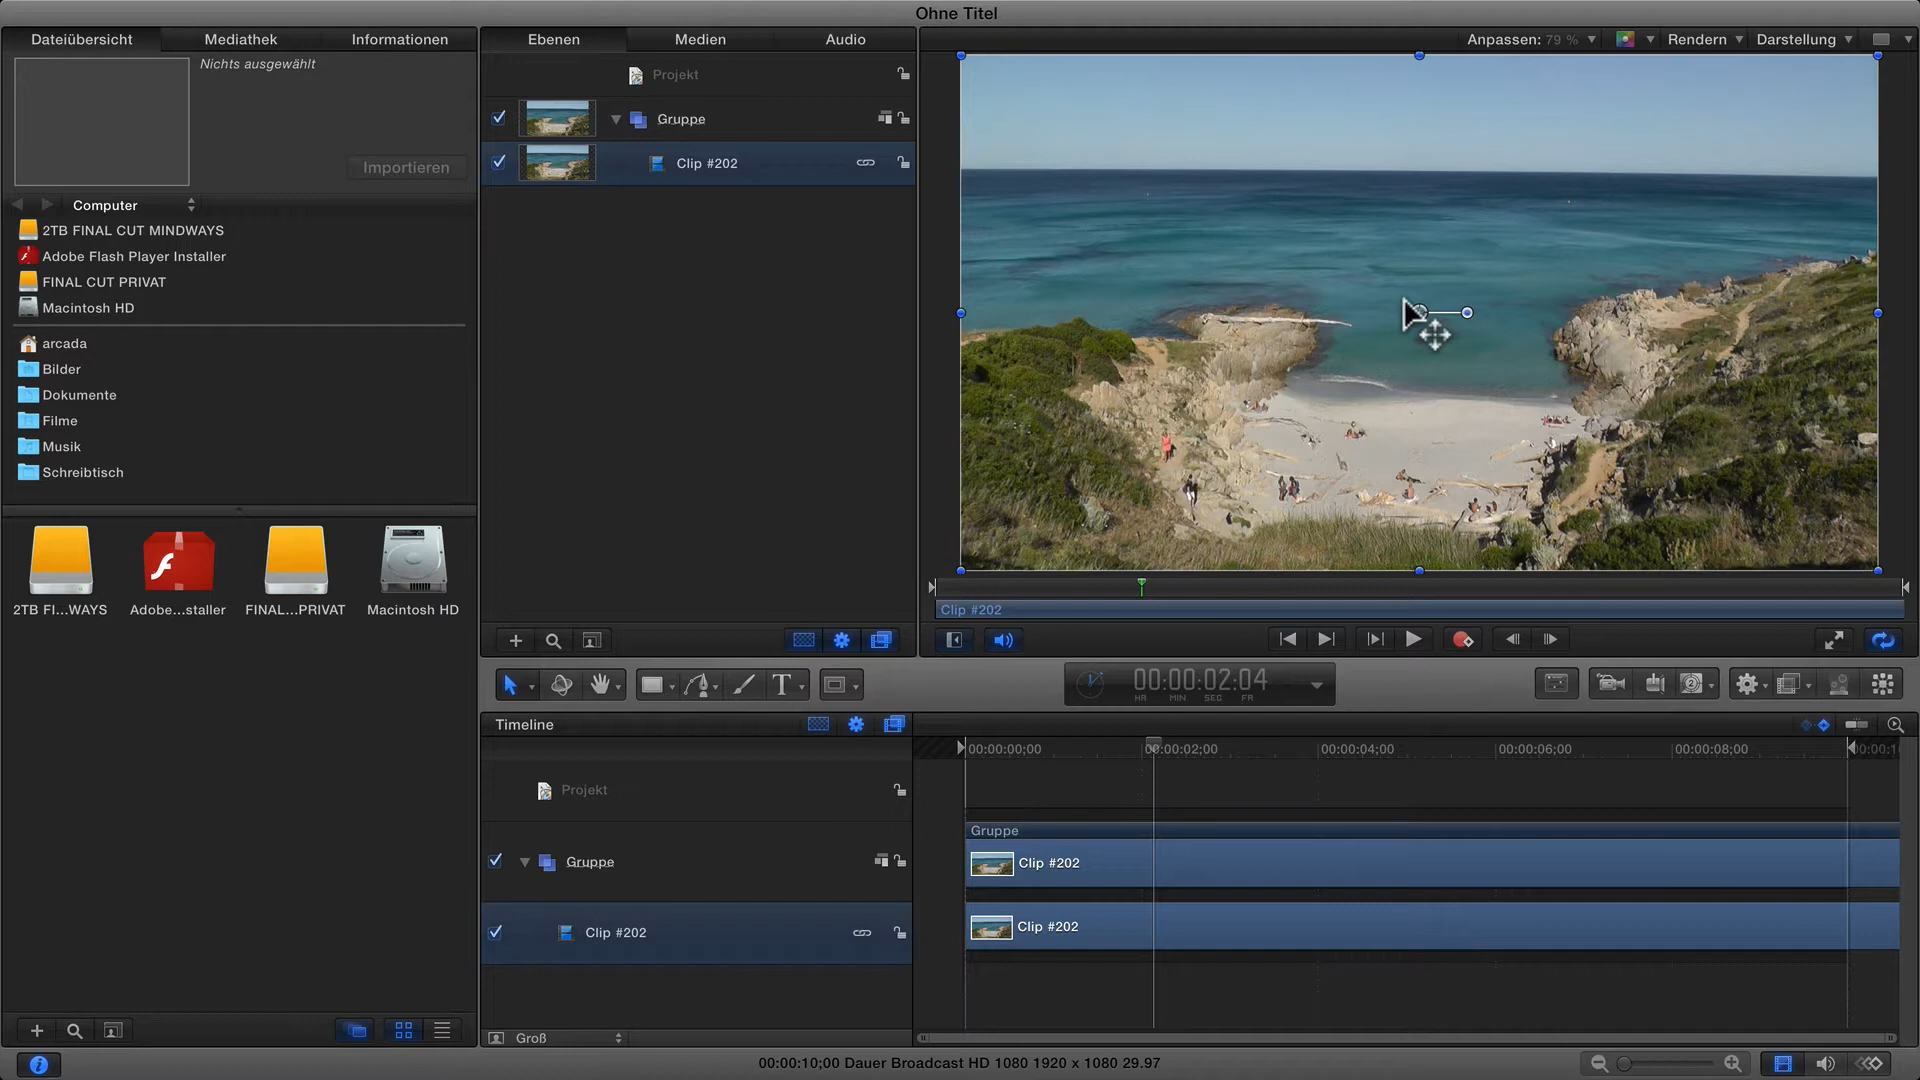 Ohne Titel
Dateiübersicht Mediathek Informationen
Nichts ausgewählt
Importieren
Computer
2TB FINAL CUT MINDWAYS
Adobe Flash Player Installer
FINAL CUT PRIVAT
Macintosh HD
arcada
Bilder
Dokumente
Filme
Musik
Schreibtisch
2TB FI...WAYS Adobe...staller FINAL...PRIVAT Macintosh HD
Ebenen Medien Audio
Projekt
Gruppe
Clip #202
Anpassen: 79 % Rendern Darstellung
Clip #202
T
00:00:02:04
HR MIN SEC FR
2
Timeline
00:00:00;00 00:00:02;00 00:00:04;00 00:00:06;00 00:00:08;00
Projekt
Gruppe
Gruppe
Clip #202
Clip #202
Clip #202
Groß
00:00:10;00 Dauer Broadcast HD 1080 1920 x 1080 29.97